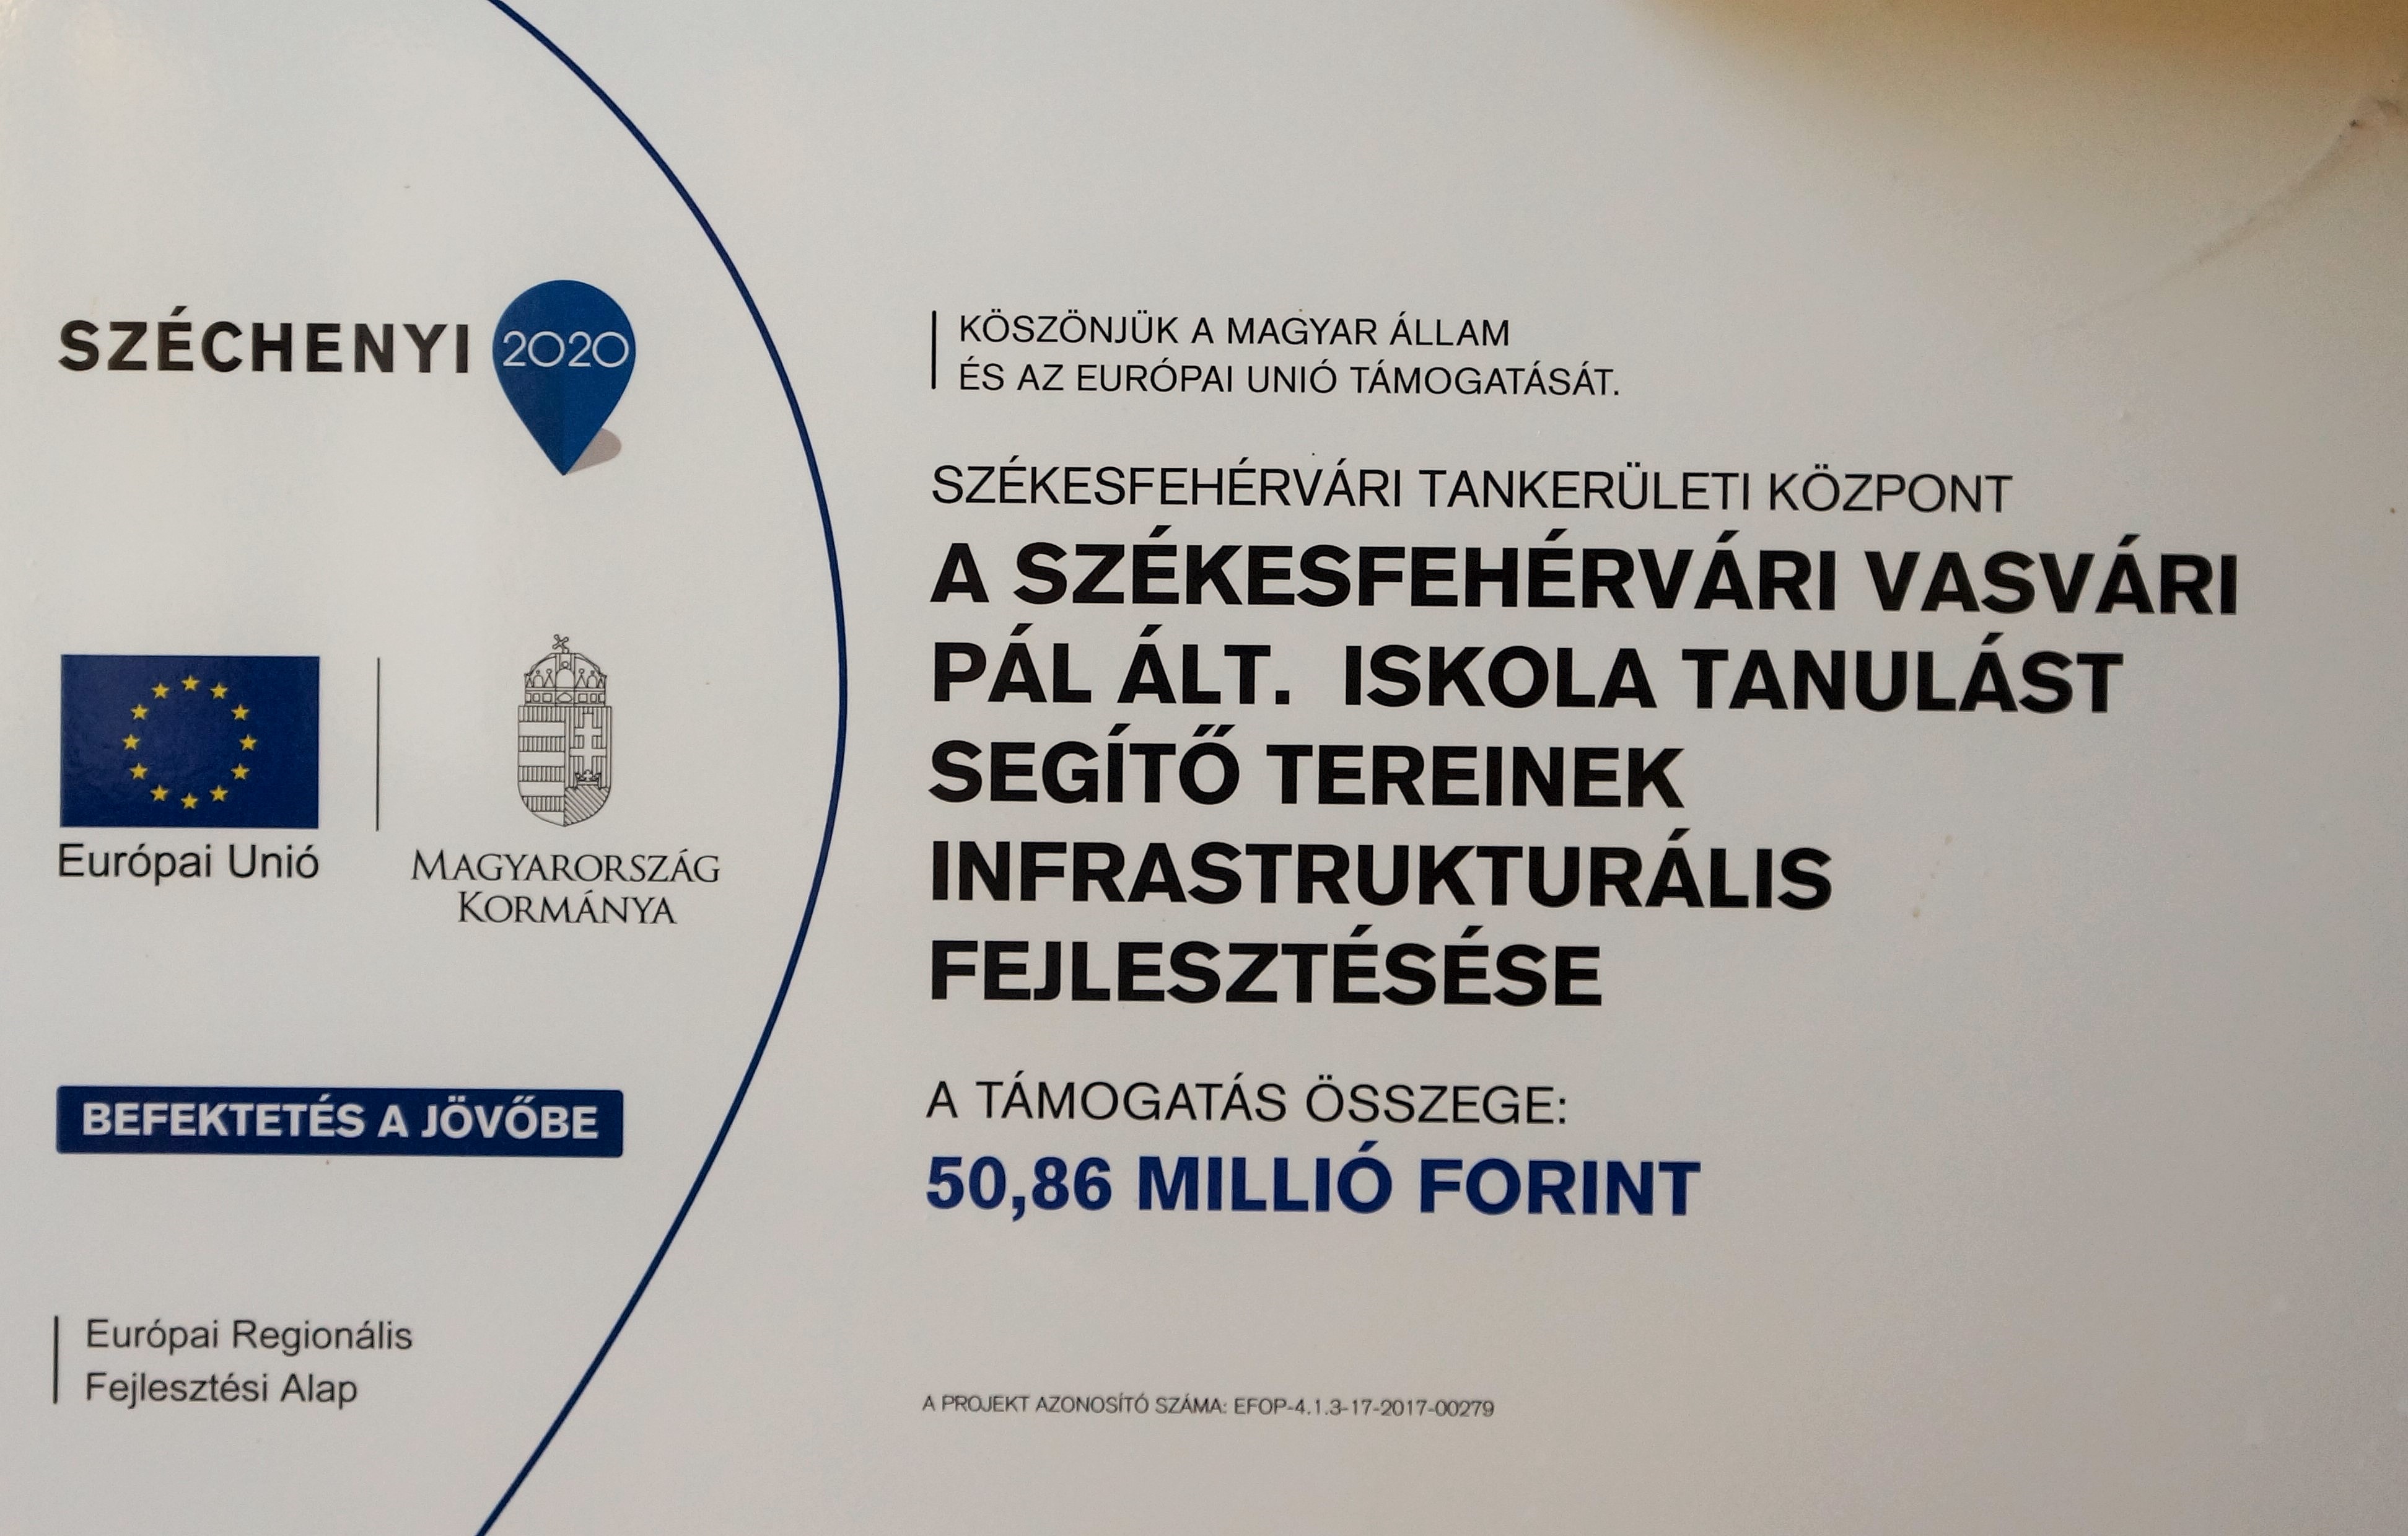 SZÉCHENYI 2020
Európai Unió
MAGYARORSZÁG
KORMÁNYA
BEFEKTETÉS A JÖVŐBE
Európai Regionális
Fejlesztési Alap
KÖSZÖNJÜK A MAGYAR ÁLLAM
ÉS AZ EURÓPAI UNIÓ TÁMOGATÁSÁT.
SZÉKESFEHÉRVÁRI TANKERÜLETI KÖZPONT
A SZÉKESFEHÉRVÁRI VASVÁRI
PÁL ÁLT. ISKOLA TANULÁST
SEGÍTŐ TEREINEK
INFRASTRUKTURÁLIS
FEJLESZTÉSÉSE
A TÁMOGATÁS ÖSSZEGE:
50,86 MILLIÓ FORINT
A PROJEKT AZONOSÍTÓ SZÁMA: EFOP-4.1.3-17-2017-00279